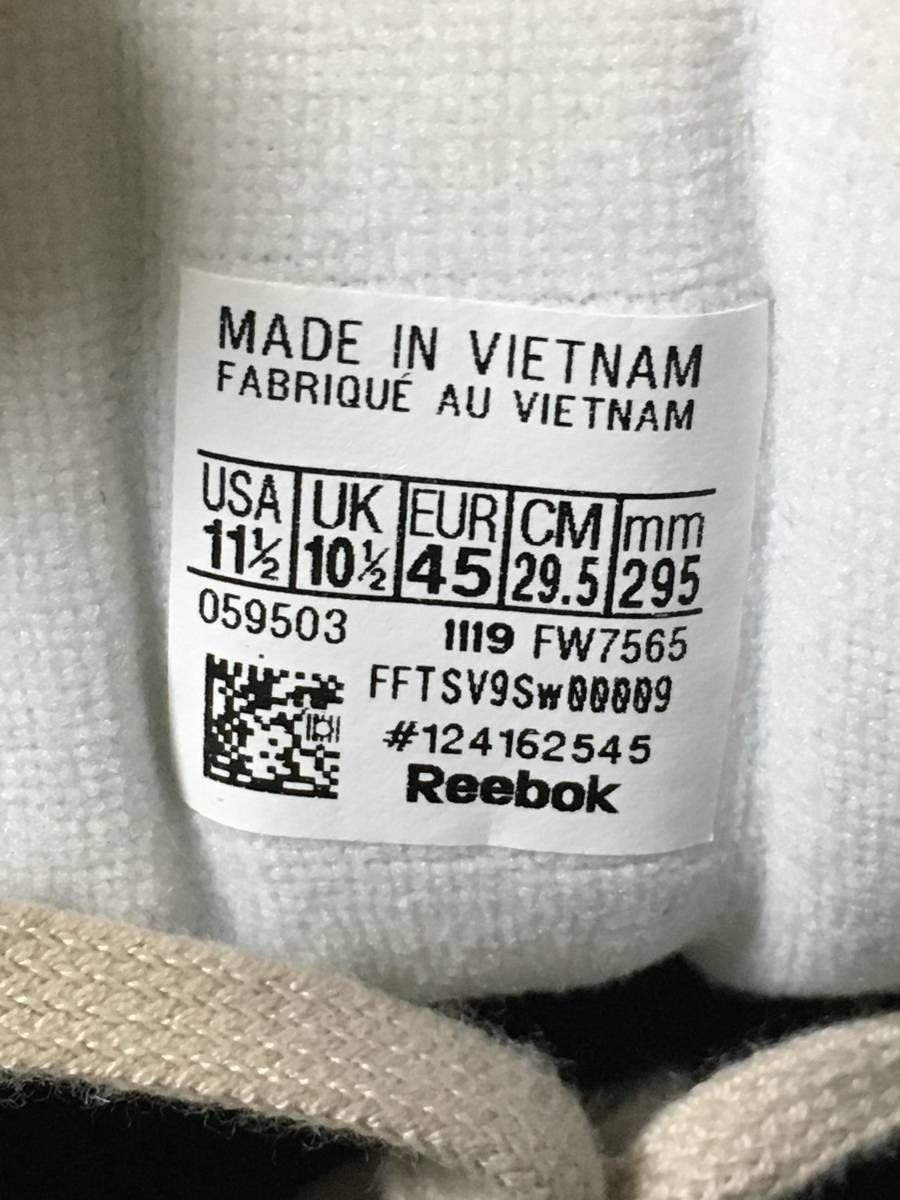 MADE IN VIETNAM
FABRIQUÉ AU VIETNAM
USA UK EUR CM mm
11½ 10½ 45 29.5 295
059503 1119 FW7565
FFTSV9Sw00009
#124162545
Reebok